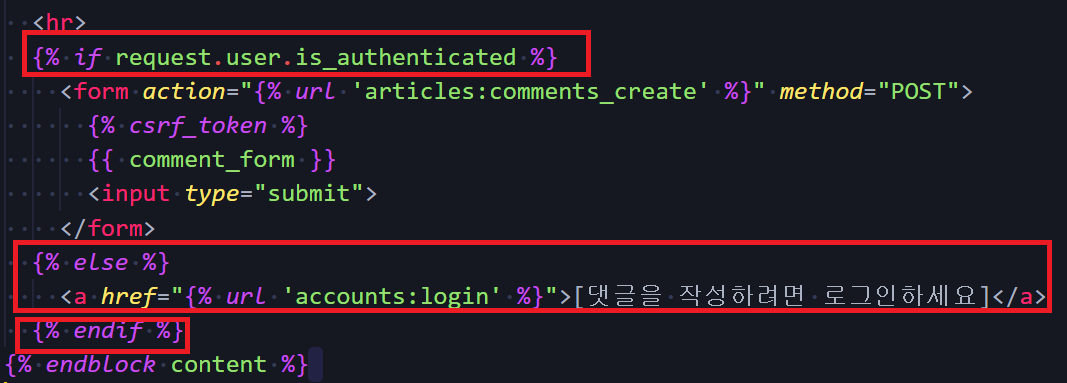 <hr>
{% if request.user.is_authenticated %}
<form action="{% url 'articles:comments_create' %}" method="POST">
{% csrf_token %}
{{ comment_form }}
<input type="submit">
</form>
{% else %}
<a href="{% url 'accounts:login' %}">[댓글을 작성하려면 로그인하세요]</a>
{% endif %}
{% endblock content %}